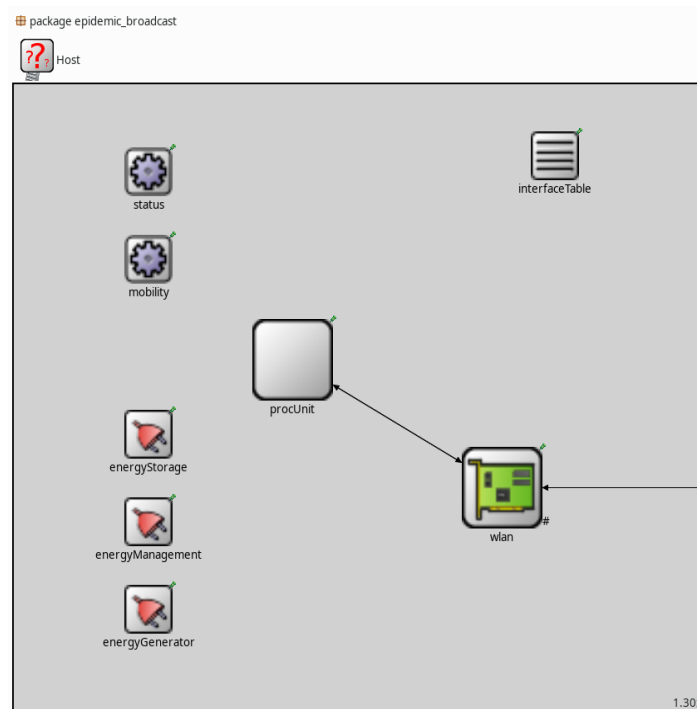 package epidemic_broadcast
??? Host
status
interfaceTable
mobility
procUnit
energyStorage
wlan
#
energyManagement
energyGenerator
1.30